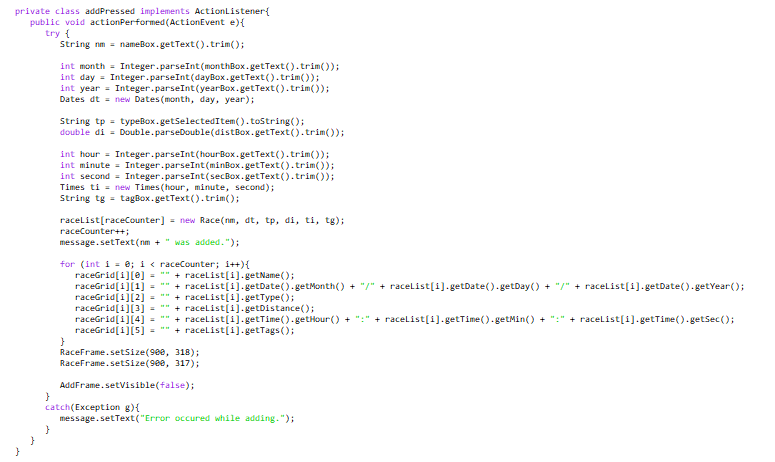 private class addPressed implements ActionListener{
public void actionPerformed(ActionEvent e){
try {
String nm = nameBox.getText().trim();
int month = Integer.parseInt(monthBox.getText().trim());
int day = Integer.parseInt(dayBox.getText().trim());
int year = Integer.parseInt(yearBox.getText().trim());
Dates dt = new Dates(month, day, year);
String tp = typeBox.getSelectedItem().toString();
double di = Double.parseDouble(distBox.getText().trim());
int hour = Integer.parseInt(hourBox.getText().trim());
int minute = Integer.parseInt(minBox.getText().trim());
int second = Integer.parseInt(secBox.getText().trim());
Times ti = new Times(hour, minute, second);
String tg = tagBox.getText().trim();
raceList[raceCounter] = new Race(nm, dt, tp, di, ti, tg);
raceCounter++;
message.setText(nm + " was added.");
for (int i = 0; i < raceCounter; i++){
raceGrid[i][0] = "" + raceList[i].getName();
raceGrid[i][1] = "" + raceList[i].getDate().getMonth() + "/" + raceList[i].getDate().getDay() + "/" + raceList[i].getDate().getYear();
raceGrid[i][2] = "" + raceList[i].getType();
raceGrid[i][3] = "" + raceList[i].getDistance();
raceGrid[i][4] = "" + raceList[i].getTime().getHour() + ":" + raceList[i].getTime().getMin() + ":" + raceList[i].getTime().getSec();
raceGrid[i][5] = "" + raceList[i].getTags();
}
RaceFrame.setSize(900, 318);
RaceFrame.setSize(900, 317);
AddFrame.setVisible(false);
}
catch(Exception g){
message.setText("Error occured while adding.");
}
}
}